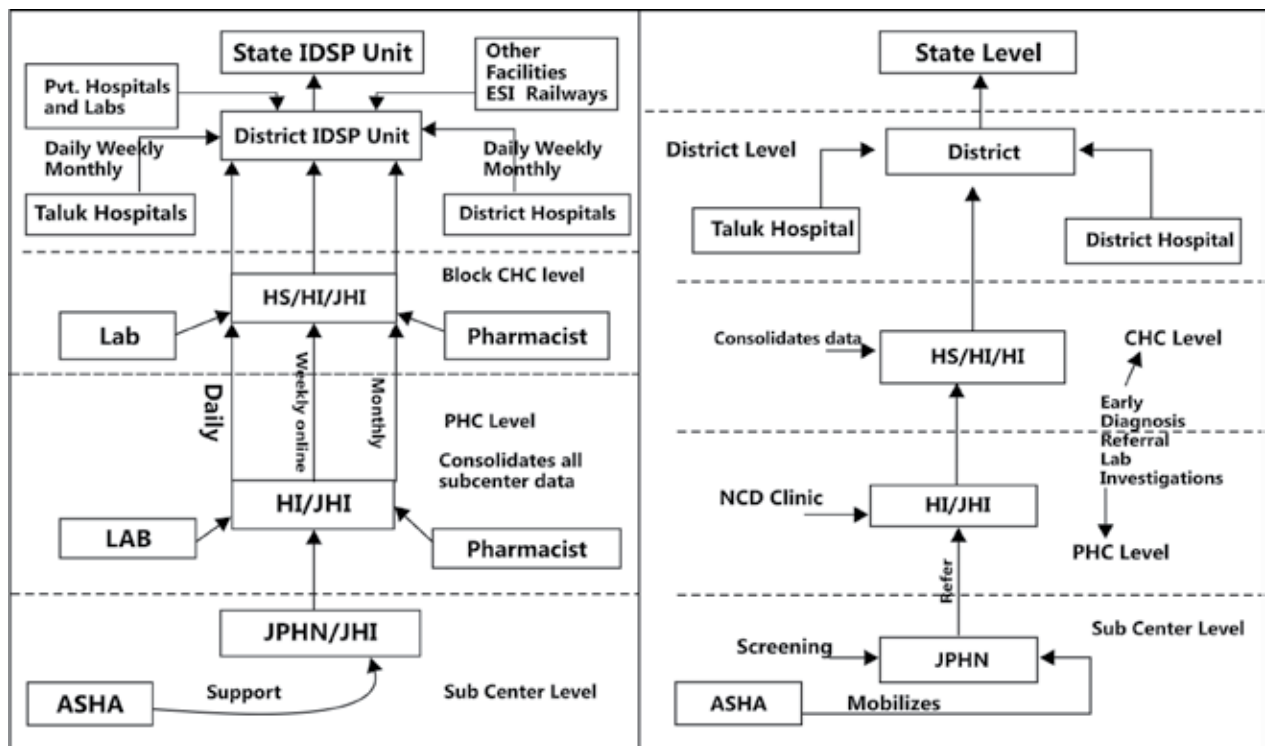 State IDSP Unit
Pvt. Hospitals
and Labs
Other
Facilities
ESI Railways
District IDSP Unit
Daily Weekly
Monthly
Daily Weekly
Monthly
Taluk Hospitals
District Hospitals
Block CHC level
HS/HI/JHI
Lab
Pharmacist
Daily
Weekly online
Monthly
PHC Level
Consolidates all
subcenter data
HI/JHI
LAB
Pharmacist
JPHN/JHI
Support
ASHA
Sub Center Level
State Level
District Level
District
Taluk Hospital
District Hospital
Consolidates data
HS/HI/HI
CHC Level
Early
Diagnosis
Referral
Lab
Investigations
NCD Clinic
HI/JHI
PHC Level
Refer
Sub Center Level
Screening
JPHN
ASHA
Mobilizes